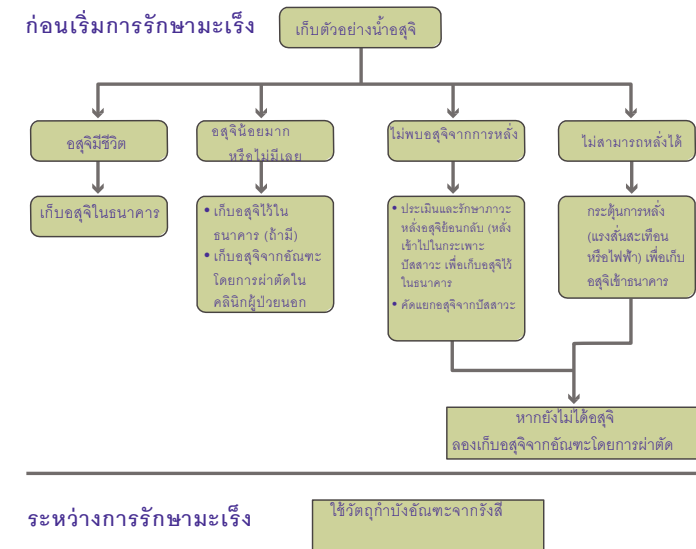 ก่อนเริ่มการรักษามะเร็ง
เก็บตัวอย่างน้ำอสุจิ
อสุจิมีชีวิต
อสุจิน้อยมาก
หรือไม่มีเลย
ไม่พบอสุจิจากการหลั่ง
ไม่สามารถหลั่งได้
เก็บอสุจิในธนาคาร
• เก็บอสุจิไว้ใน
ธนาคาร (ถ้ามี)
• เก็บอสุจิจากอัณฑะ
โดยการผ่าตัดใน
คลินิกผู้ป่วยนอก
• ประเมินและรักษาภาวะ
หลั่งอสุจิย้อนกลับ (หลั่ง
เข้าไปในกระเพาะ
ปัสสาวะ เพื่อเก็บอสุจิไว้
ในธนาคาร
• คัดแยกอสุจิจากปัสสาวะ
กระตุ้นการหลั่ง
(แรงสั่นสะเทือน
หรือไฟฟ้า) เพื่อเก็บ
อสุจิเข้าธนาคาร
หากยังไม่ได้อสุจิ
ลองเก็บอสุจิจากอัณฑะโดยการผ่าตัด
ระหว่างการรักษามะเร็ง
ใช้วัตถุกำบังอัณฑะจากรังสี